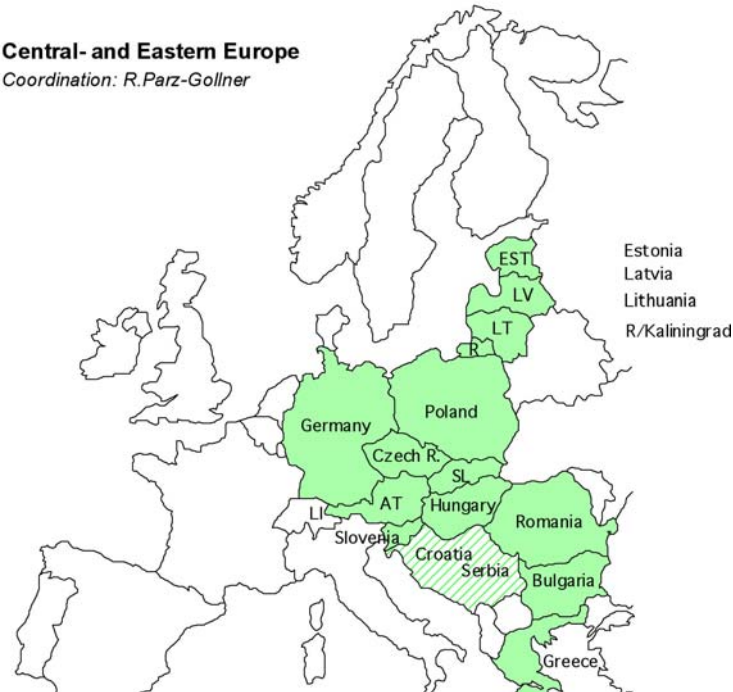 Central- and Eastern Europe
Coordination: R.Parz-Gollner
Estonia
Latvia
Lithuania
R/Kaliningrad
EST
LV
LT
R
Poland
Germany
Czech R.
SL
AT
Hungary
LI
Slovenia
Romania
Croatia
Serbia
Bulgaria
Greece